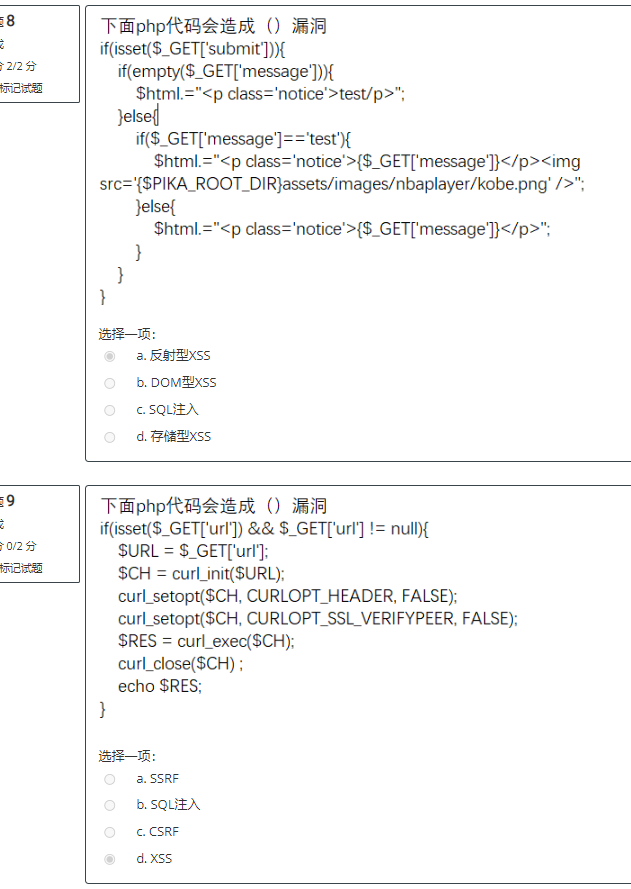 题8
成
分 2/2 分
标记试题
下面php代码会造成（）漏洞
if(isset($_GET['submit'])){
if(empty($_GET['message'])){
$html.="<p class='notice'>test/p>";
}else{
if($_GET['message']=='test'){
$html.="<p class='notice'>{$_GET['message']}</p><img
src='{$PIKA_ROOT_DIR}assets/images/nbaplayer/kobe.png' />";
}else{
$html.="<p class='notice'>{$_GET['message']}</p>";
}
}
}
选择一项：
a. 反射型XSS
b. DOM型XSS
c. SQL注入
d. 存储型XSS
题9
成
分 0/2 分
标记试题
下面php代码会造成（）漏洞
if(isset($_GET['url']) && $_GET['url'] != null){
$URL = $_GET['url'];
$CH = curl_init($URL);
curl_setopt($CH, CURLOPT_HEADER, FALSE);
curl_setopt($CH, CURLOPT_SSL_VERIFYPEER, FALSE);
$RES = curl_exec($CH);
curl_close($CH) ;
echo $RES;
}
选择一项：
a. SSRF
b. SQL注入
c. CSRF
d. XSS